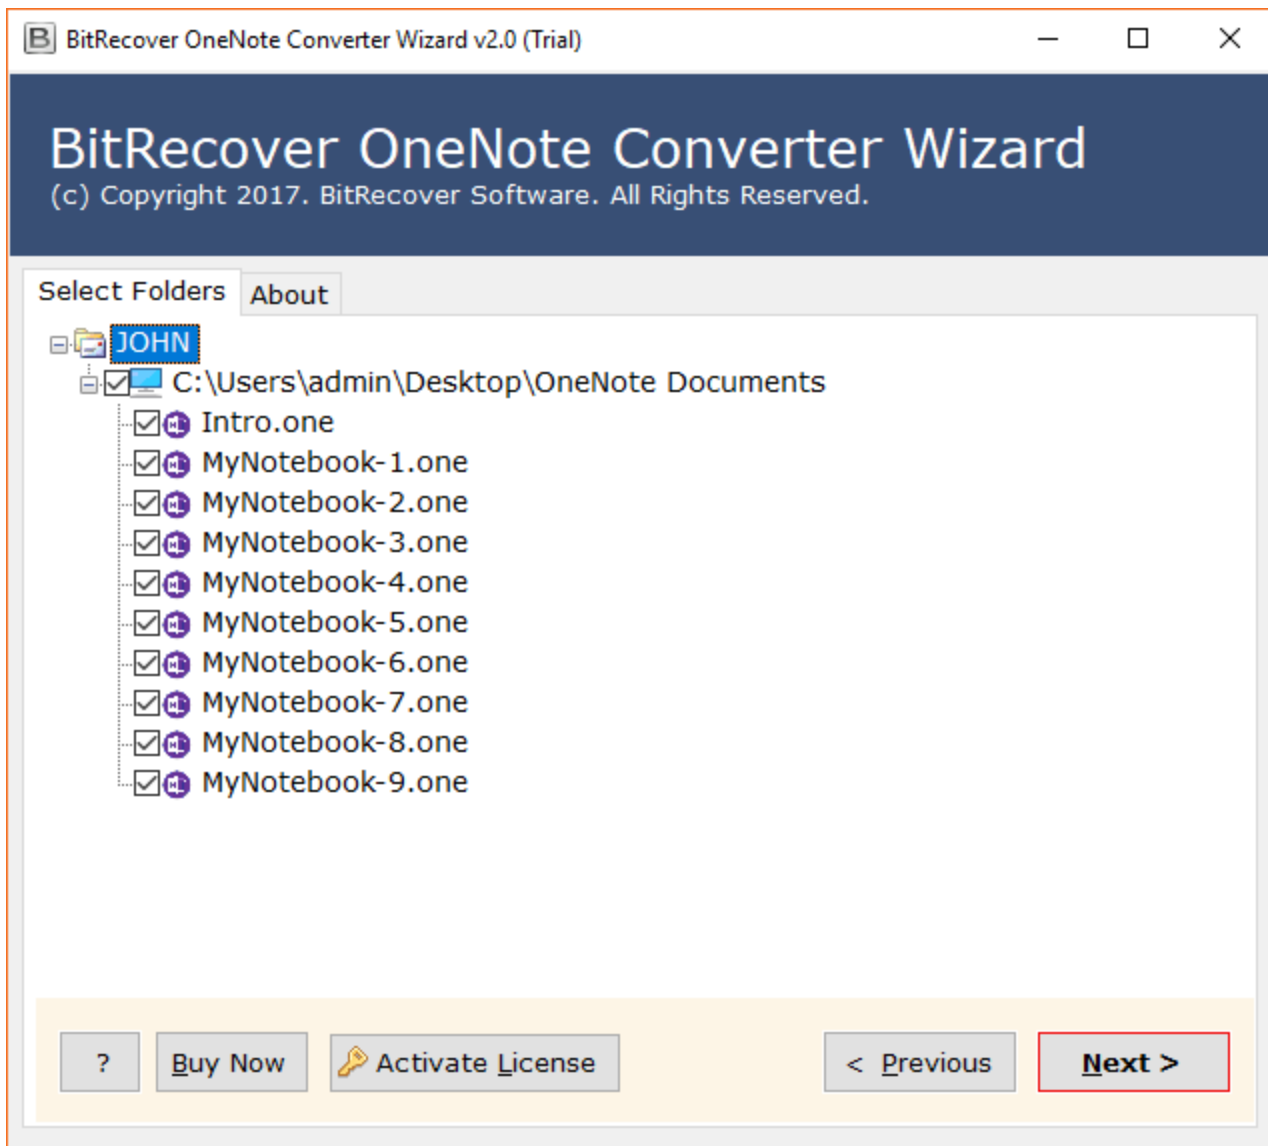 B BitRecover OneNote Converter Wizard v2.0 (Trial)
BitRecover OneNote Converter Wizard
(c) Copyright 2017. BitRecover Software. All Rights Reserved.
Select Folders About
JOHN
C:\Users\admin\Desktop\OneNote Documents
Intro.one
MyNotebook-1.one
MyNotebook-2.one
MyNotebook-3.one
MyNotebook-4.one
MyNotebook-5.one
MyNotebook-6.one
MyNotebook-7.one
MyNotebook-8.one
MyNotebook-9.one
? Buy Now Activate License < Previous Next >